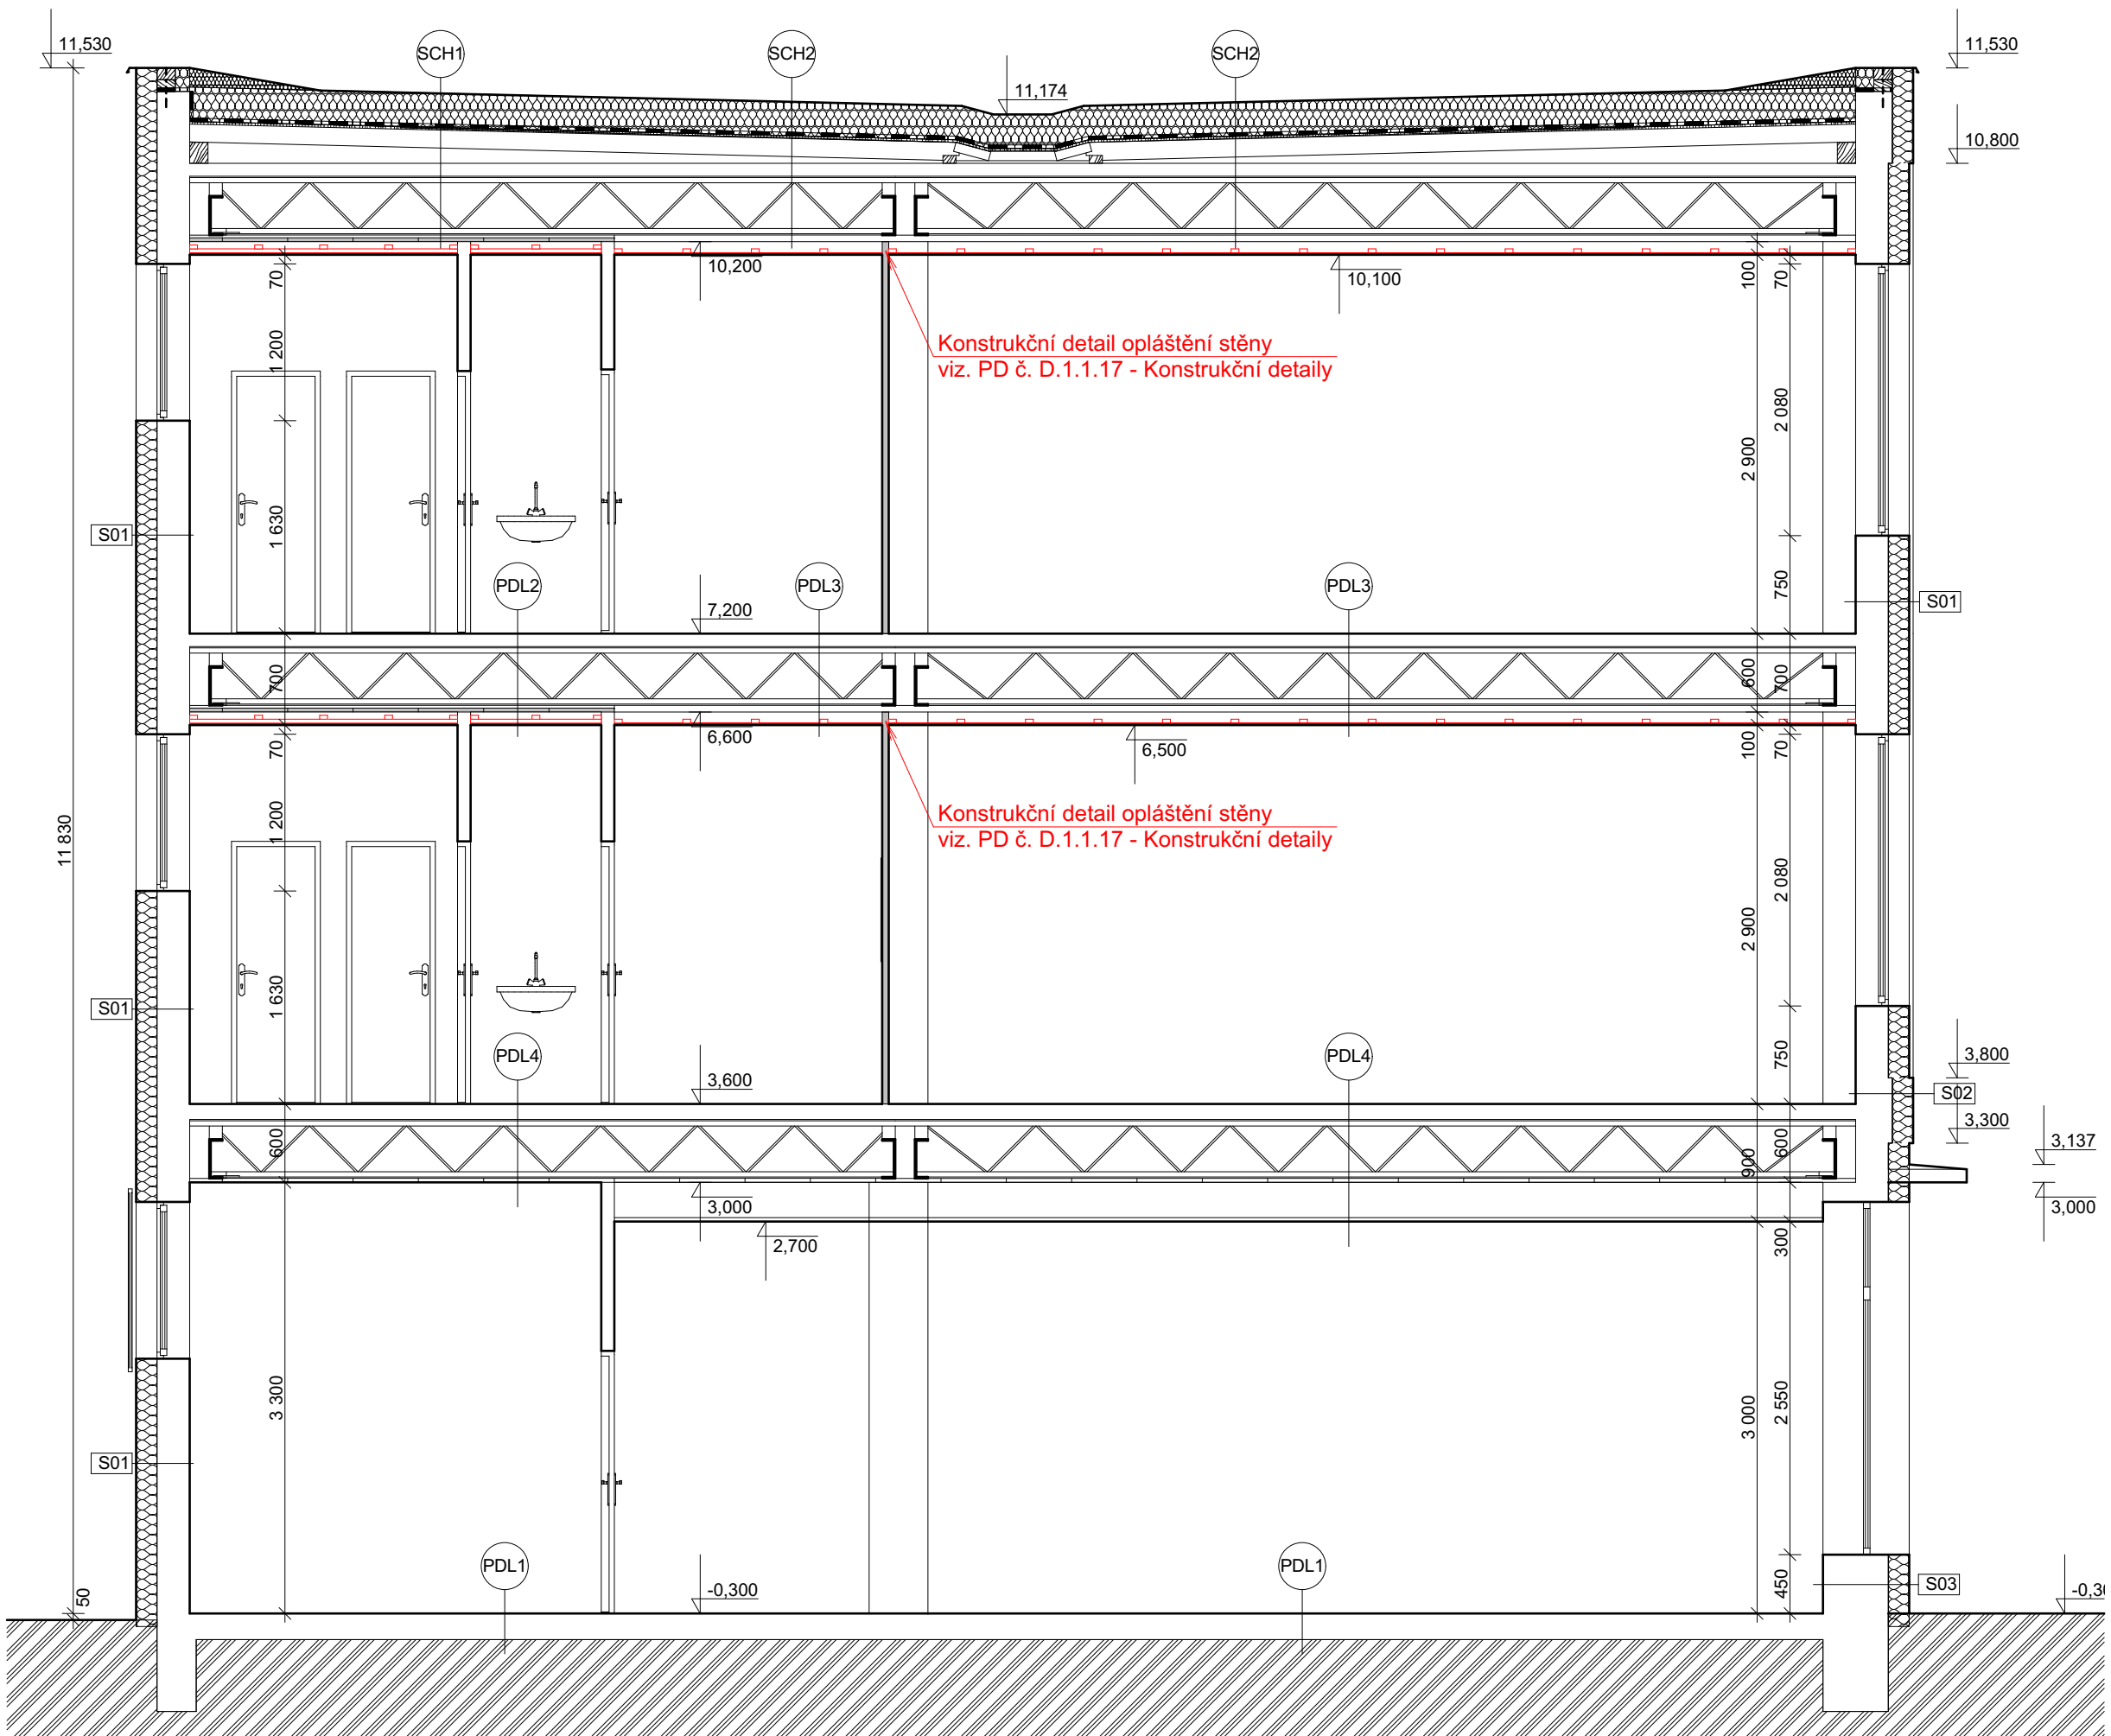 11,530
SCH1
SCH2
SCH2
11,530
11,174
10,800
10,200
10,100
70
100
70
1 200
Konstrukční detail opláštění stěny
viz. PD č. D.1.1.17 - Konstrukční detaily
2 080
2 900
1 630
S01
PDL2
PDL3
PDL3
750
S01
7,200
700
600
700
6,600
6,500
70
100
70
1 200
Konstrukční detail opláštění stěny
viz. PD č. D.1.1.17 - Konstrukční detaily
11 830
2 080
2 900
1 630
S01
PDL4
PDL4
750
3,800
3,600
S02
3,300
3,137
600
900
600
3,000
3,000
2,700
300
3 300
3 000
2 550
S01
PDL1
PDL1
-0,300
450
S03
50